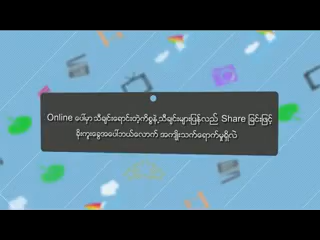 Online ပေါ်မှာ သီချင်းရောင်းတဲ့ကိစ္စနဲ့ သီချင်းများပြန်လည် Share ခြင်းဖြင့်
ခိုးကူးခွေအပေါ်ဘယ်လောက် အကျိုးသက်ရောက်မှုရှိလဲ